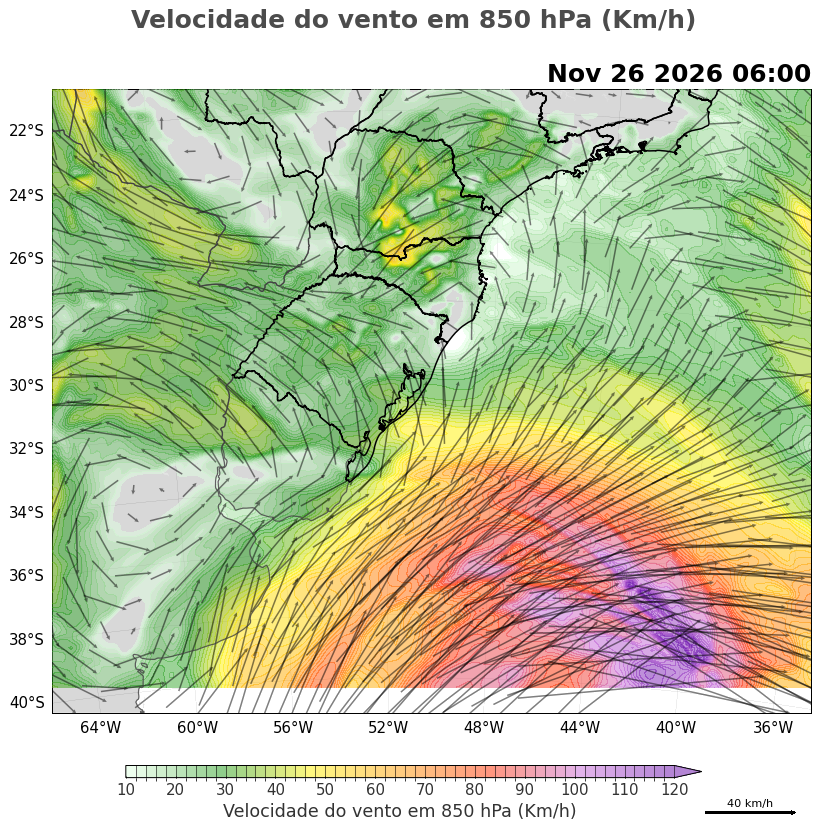 Velocidade do vento em 850 hPa (Km/h)
Nov 26 2026 06:00
22°S
24°S
26°S
28°S
30°S
32°S
34°S
36°S
38°S
40°S
64°W 60°W 56°W 52°W 48°W 44°W 40°W 36°W
10 20 30 40 50 60 70 80 90 100 110 120
Velocidade do vento em 850 hPa (Km/h)
40 km/h